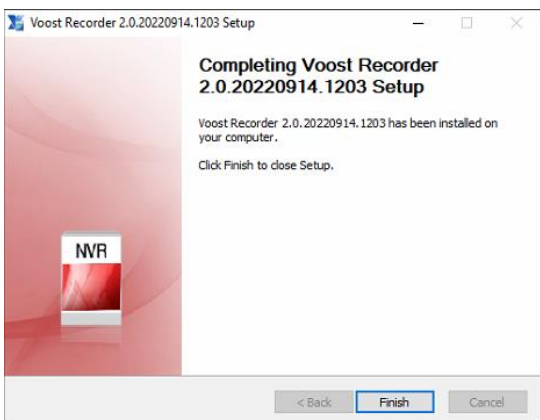 Voost Recorder 2.0.20220914.1203 Setup
Completing Voost Recorder
2.0.20220914.1203 Setup
Voost Recorder 2.0.20220914.1203 has been installed on
your computer.
Click Finish to close Setup.
NVR
< Back Finish Cancel